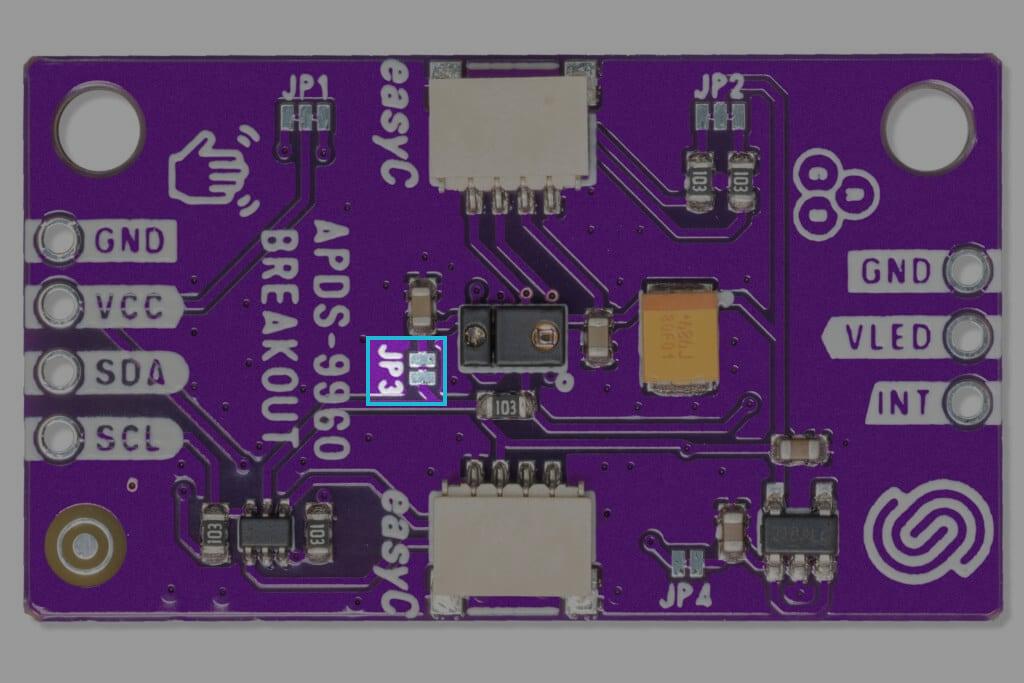 JP1
easyC
JP2
103
103
GND
VCC
SDA
SCL
APDS-9960
BREAKOUT
GND
VLED
INT
JP3
103
103
103
easyC
JP4